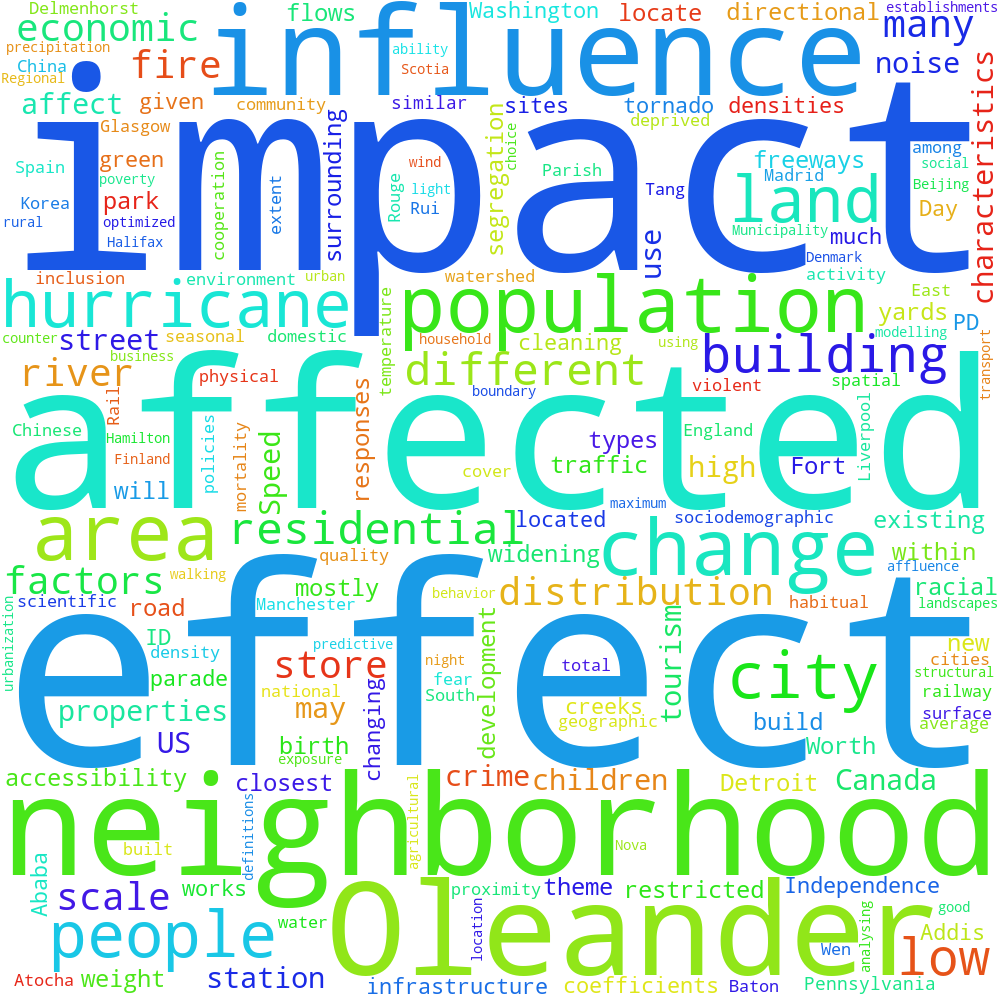 Delmenhorst
flows
Washington
locate
directional
establishments
economic
influence
many
precipitation
China
Regional
fire
ability
Scotia
noise
characteristics
affect
given
community
similar
sites
tornado
densities
deprived
Glasgow
impact
surrounding
segregation
choice
among
freeways
Madrid
social
Spain
green
poverty
cooperation
extent
wind
light
Parish
Tang
land
Beijing
Korea
park
Rouge
Rui
Day
rural
optimized
Halifax
use
Municipality
much
Denmark
inclusion
environment
urban
watershed
activity
hurricane
temperature
population
East
yards
PD
counter
street
seasonal
domestic
household
cleaning
using
building
modelling
transport
business
river
physical
different
boundary
violent
spatial
affected
Rail
responses
Chinese
Hamilton
Finland
policies
mortality
Speed
types
England
Liverpool
will
cover
traffic
high
Fort
maximum
area
residential
located
sociodemographic
existing
change
quality
widening
within
affluence
factors
walking
mostly
behavior
distribution
racial
urbanization
scientific
road
Manchester
habitual
landscapes
effect
ID
density
predictive
development
tourism
new
parade
store
night
fear
South
total
city
cities
structural
national
railway
properties
may
changing
creeks
geographic
build
surface
average
US
birth
exposure
Worth
accessibility
closest
crime
children
Detroit
Canada
neighborhood
built
definitions
agricultural
Nova
Ababa
scale
works
proximity
theme
restricted
Independence
people
water
location
Oleander
analysing
good
Addis
Wen
low
Atocha
weight
station
infrastructure
coefficients
Baton
Pennsylvania